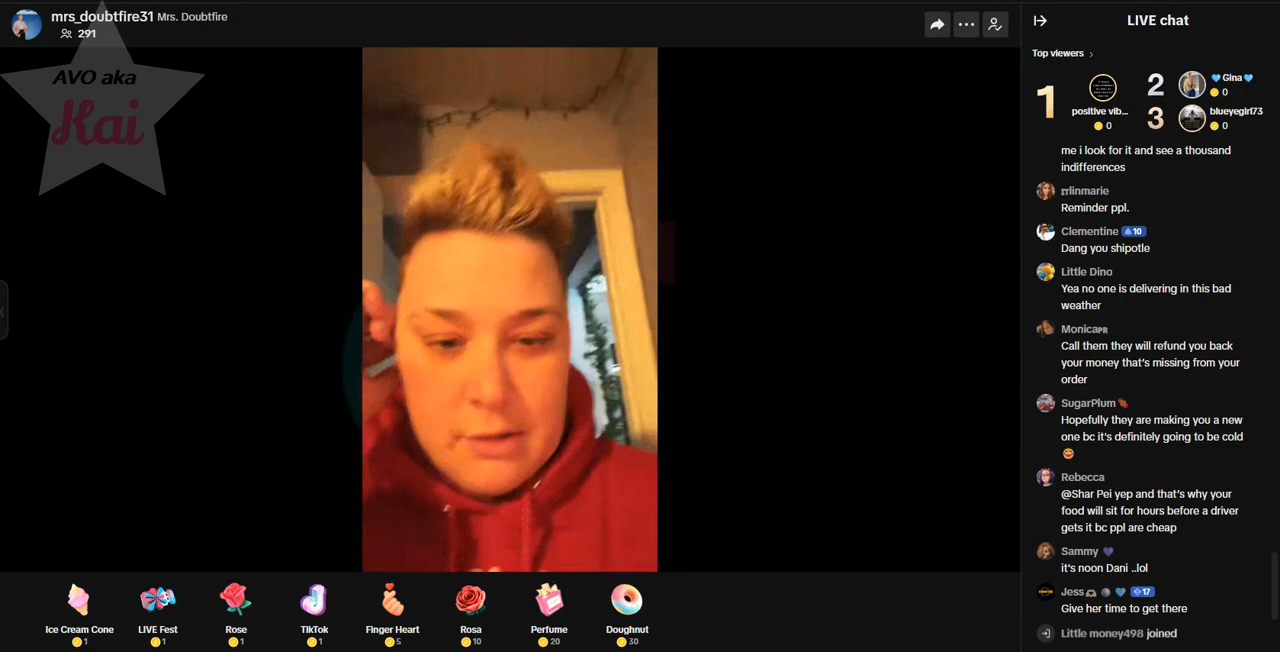 mrs_doubtfire31 Mrs. Doubtfire
291
AVO aka
Kai
LIVE chat
Top viewers
1
positive vib...
0
2
Gina
0
3
blueyegirl73
0
me i look for it and see a thousand
indifferences
rrlinmarie
Reminder ppl.
Clementine 10
Dang you shipotle
Little Dino
Yea no one is delivering in this bad
weather
MonicaPR
Call them they will refund you back
your money that's missing from your
order
SugarPlum
Hopefully they are making you a new
one bc it's definitely going to be cold
Rebecca
@Shar Pei yep and that's why your
food will sit for hours before a driver
gets it bc ppl are cheap
Sammy
it's noon Dani ..lol
Jess 17
Give her time to get there
Little money498 joined
Ice Cream Cone
1
LIVE Fest
1
Rose
1
TikTok
1
Finger Heart
5
Rosa
10
Perfume
20
Doughnut
30